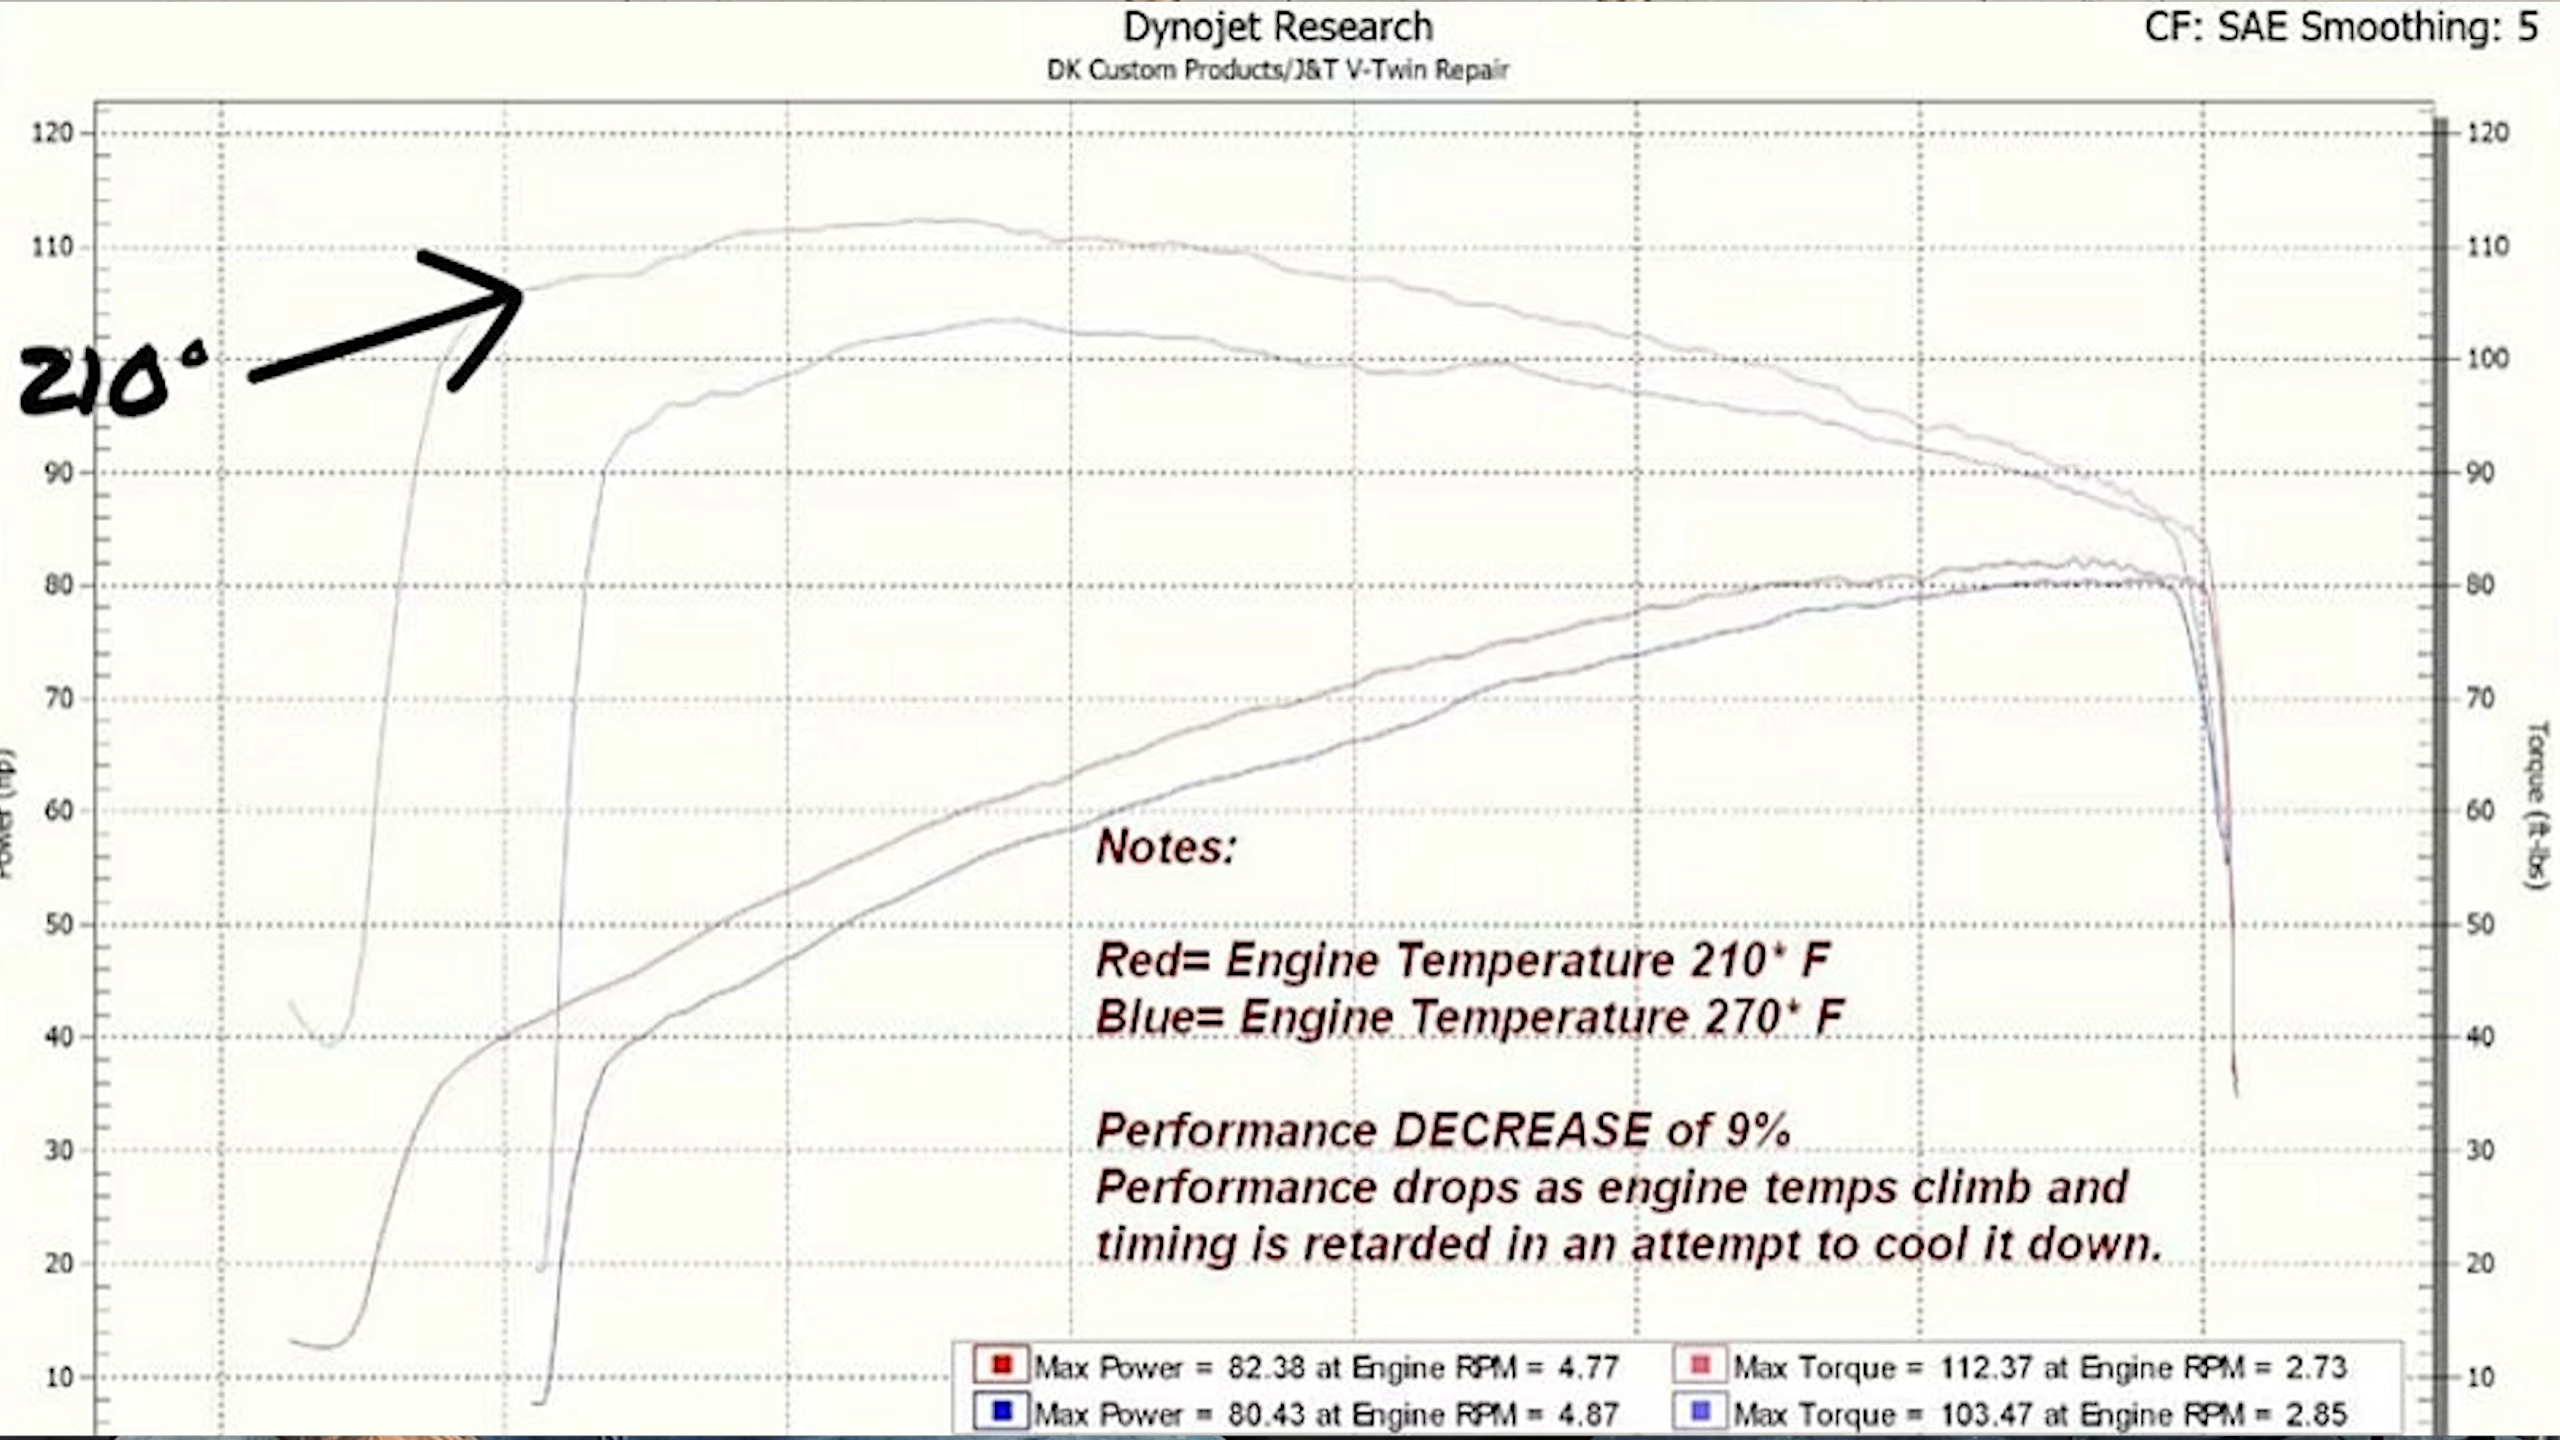 Dynojet Research
CF: SAE Smoothing: 5
DK Custom Products/J&T V-Twin Repair
120
110
90
80
70
60
50
40
30
20
10
Power (hp)
210°
120
110
100
90
80
70
60
50
40
30
20
10
Torque (ft-lbs)
Notes:
Red= Engine Temperature 210* F
Blue= Engine Temperature 270* F
Performance DECREASE of 9%
Performance drops as engine temps climb and
timing is retarded in an attempt to cool it down.
Max Power = 82.38 at Engine RPM = 4.77
Max Torque = 112.37 at Engine RPM = 2.73
Max Power = 80.43 at Engine RPM = 4.87
Max Torque = 103.47 at Engine RPM = 2.85